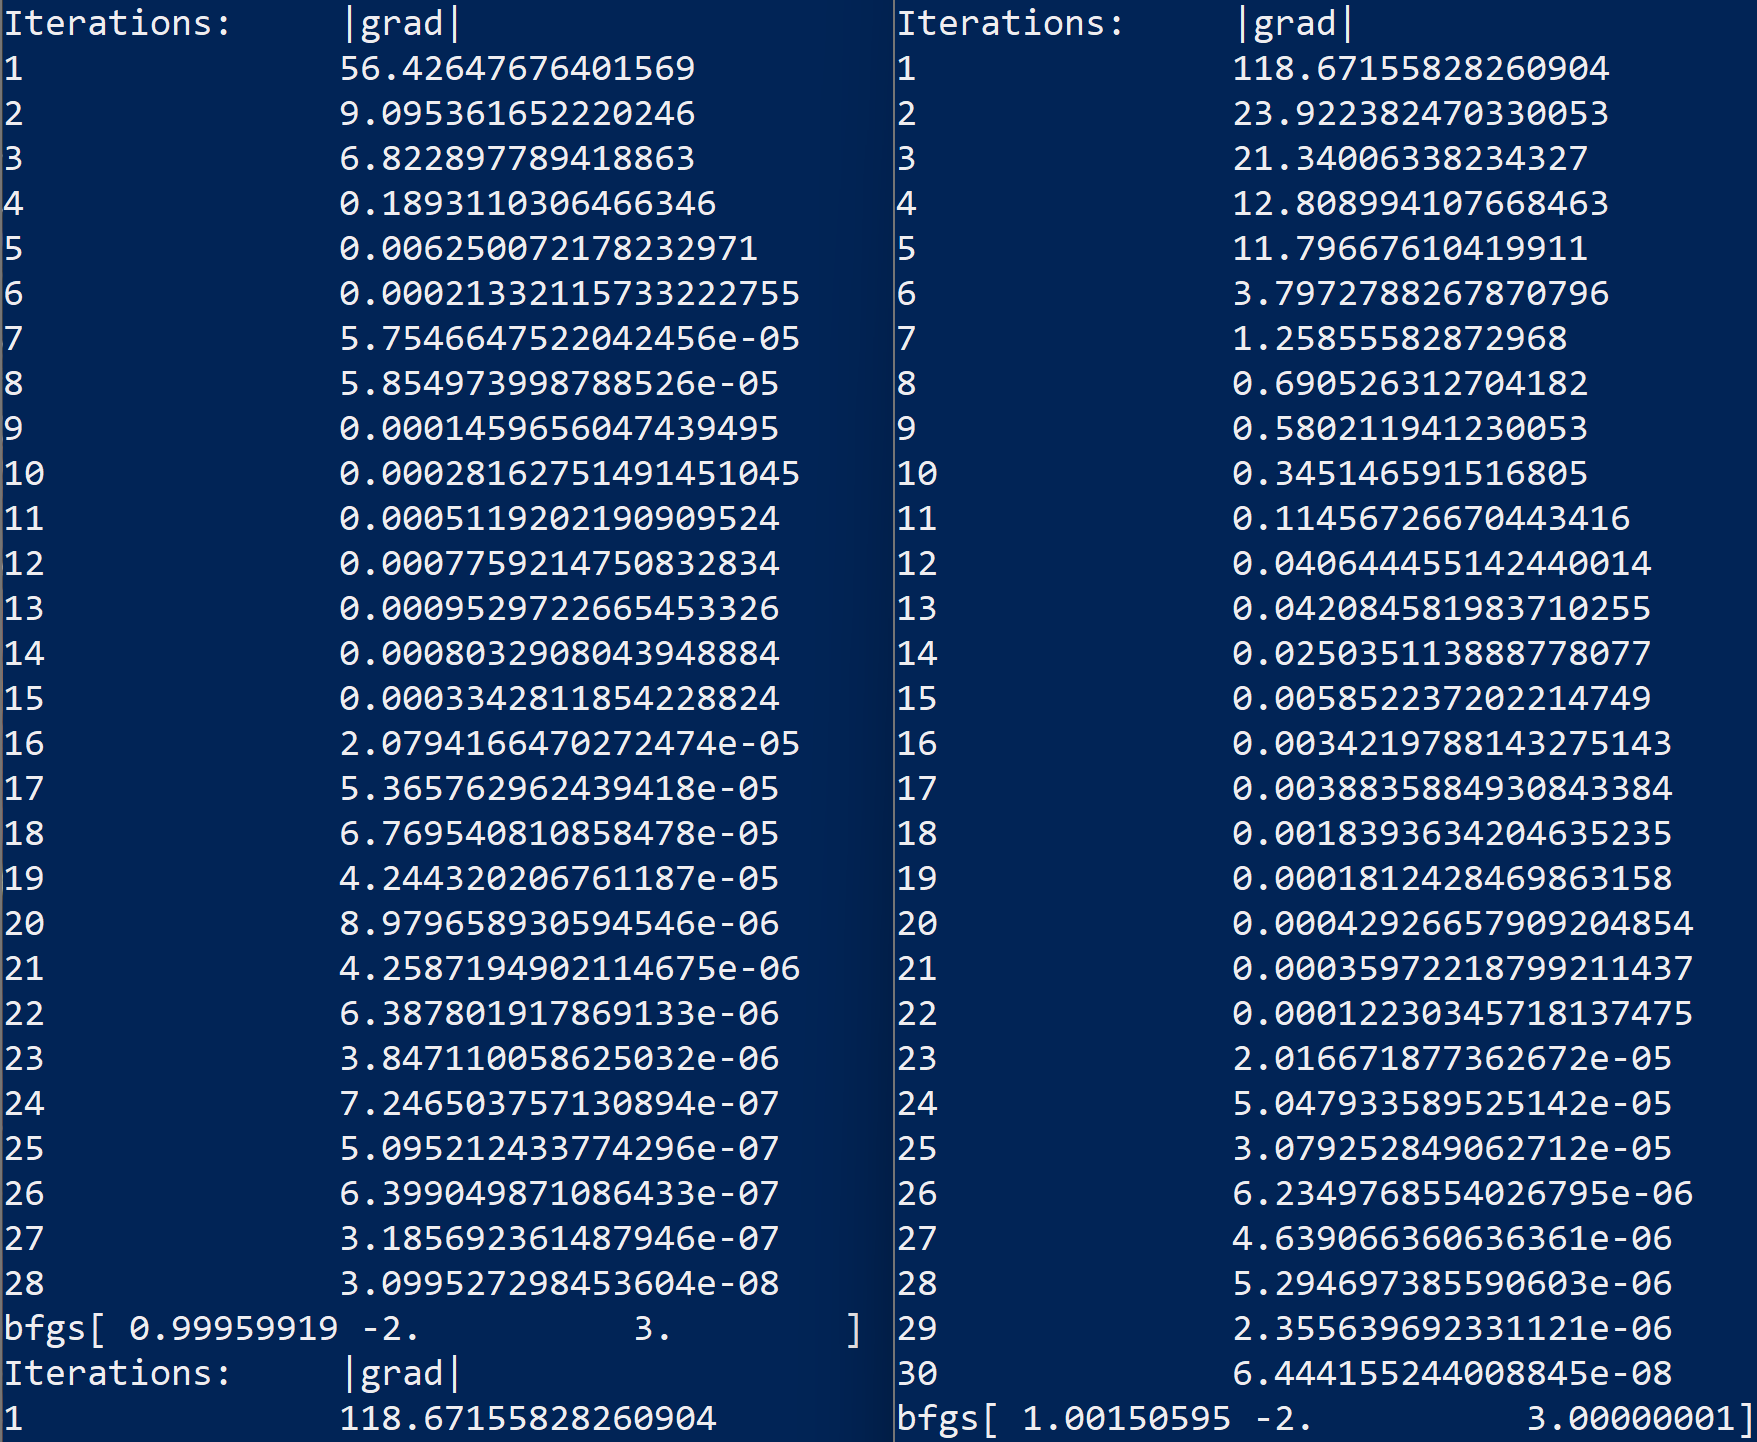 Iterations:     |grad|
1               56.42647676401569
2               9.095361652220246
3               6.822897789418863
4               0.1893110306466346
5               0.006250072178232971
6               0.00021332115733222755
7               5.7546647522042456e-05
8               5.854973998788526e-05
9               0.0001459656047439495
10              0.00028162751491451045
11              0.0005119202190909524
12              0.0007759214750832834
13              0.0009529722665453326
14              0.0008032908043948884
15              0.0003342811854228824
16              2.0794166470272474e-05
17              5.365762962439418e-05
18              6.769540810858478e-05
19              4.244320206761187e-05
20              8.979658930594546e-06
21              4.2587194902114675e-06
22              6.387801917869133e-06
23              3.847110058625032e-06
24              7.246503757130894e-07
25              5.095212433774296e-07
26              6.399049871086433e-07
27              3.185692361487946e-07
28              3.099527298453604e-08
bfgs[ 0.99959919 -2.          3.        ]
Iterations:     |grad|
1               118.67155828260904
Iterations:     |grad|
1               118.67155828260904
2               23.922382470330053
3               21.34006338234327
4               12.808994107668463
5               11.79667610419911
6               3.7972788267870796
7               1.25855582872968
8               0.690526312704182
9               0.580211941230053
10              0.345146591516805
11              0.11456726670443416
12              0.040644455142440014
13              0.042084581983710255
14              0.025035113888778077
15              0.005852237202214749
16              0.0034219788143275143
17              0.0038835884930843384
18              0.0018393634204635235
19              0.0001812428469863158
20              0.00042926657909204854
21              0.00035972218799211437
22              0.00012230345718137475
23              2.016671877362672e-05
24              5.047933589525142e-05
25              3.079252849062712e-05
26              6.2349768554026795e-06
27              4.639066360636361e-06
28              5.294697385590603e-06
29              2.355639692331121e-06
30              6.444155244008845e-08
bfgs[ 1.00150595 -2.          3.00000001]